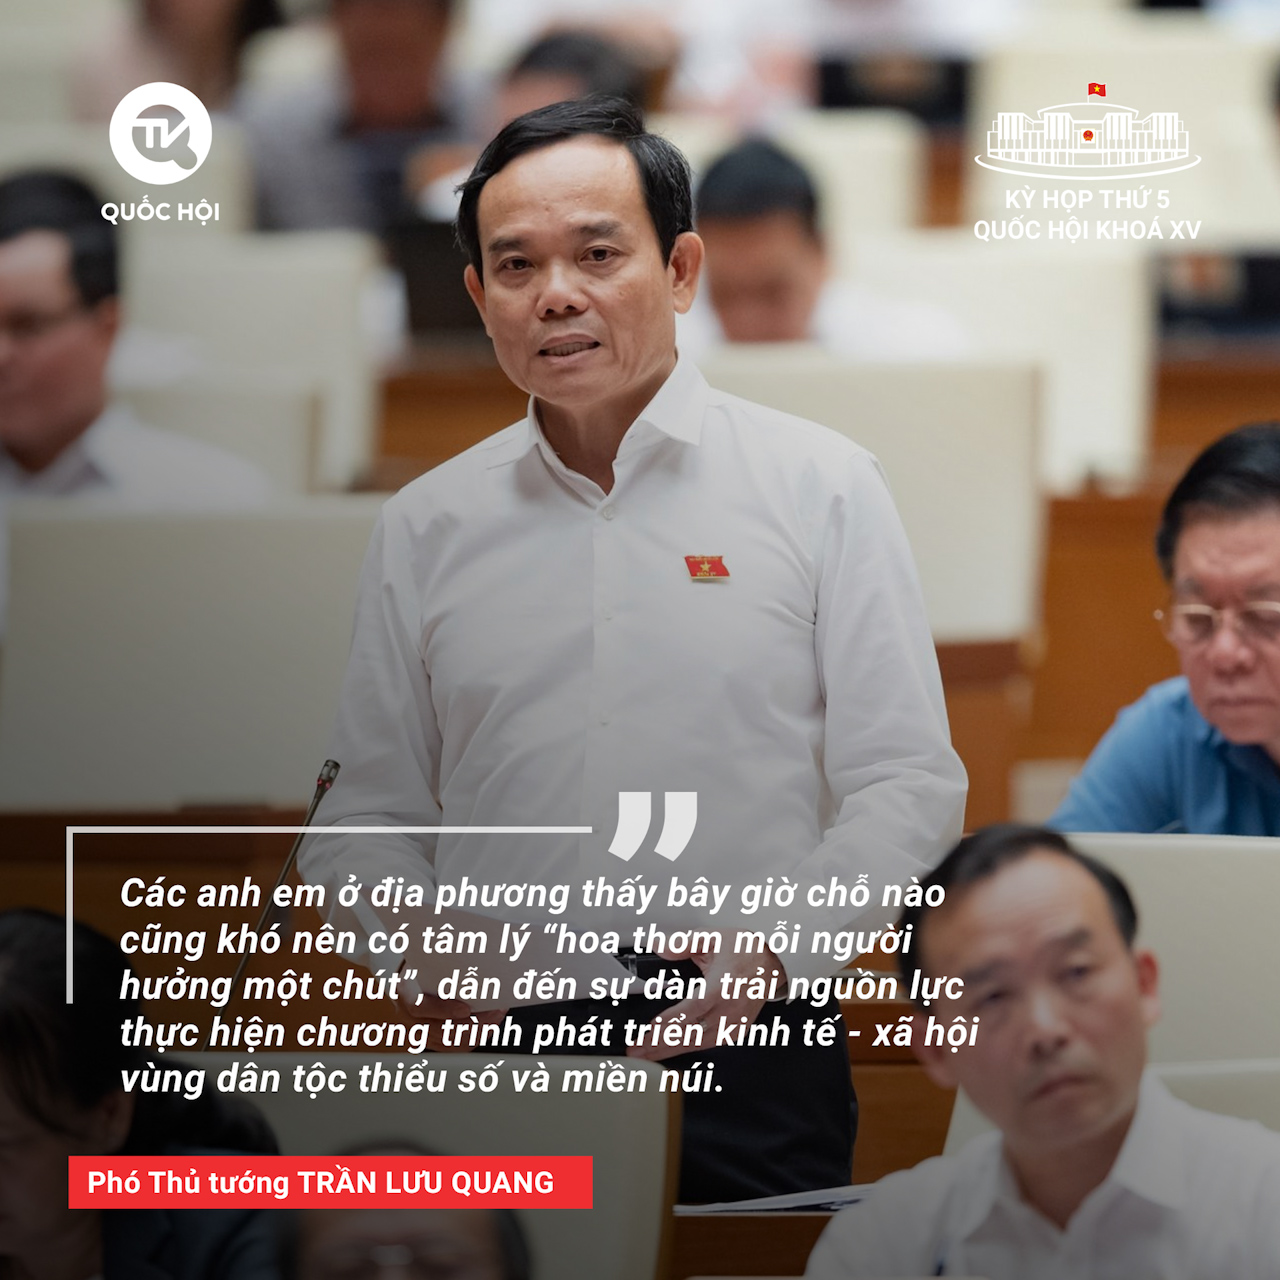 TV
QUỐC HỘI
KỲ HỌP THỨ 5
QUỐC HỘI KHOÁ XV
Các anh em ở địa phương thấy bây giờ chỗ nào
cũng khó nên có tâm lý “hoa thơm mỗi người
hưởng một chút”, dẫn đến sự dàn trải nguồn lực
thực hiện chương trình phát triển kinh tế - xã hội
vùng dân tộc thiểu số và miền núi.
Phó Thủ tướng TRẦN LƯU QUANG